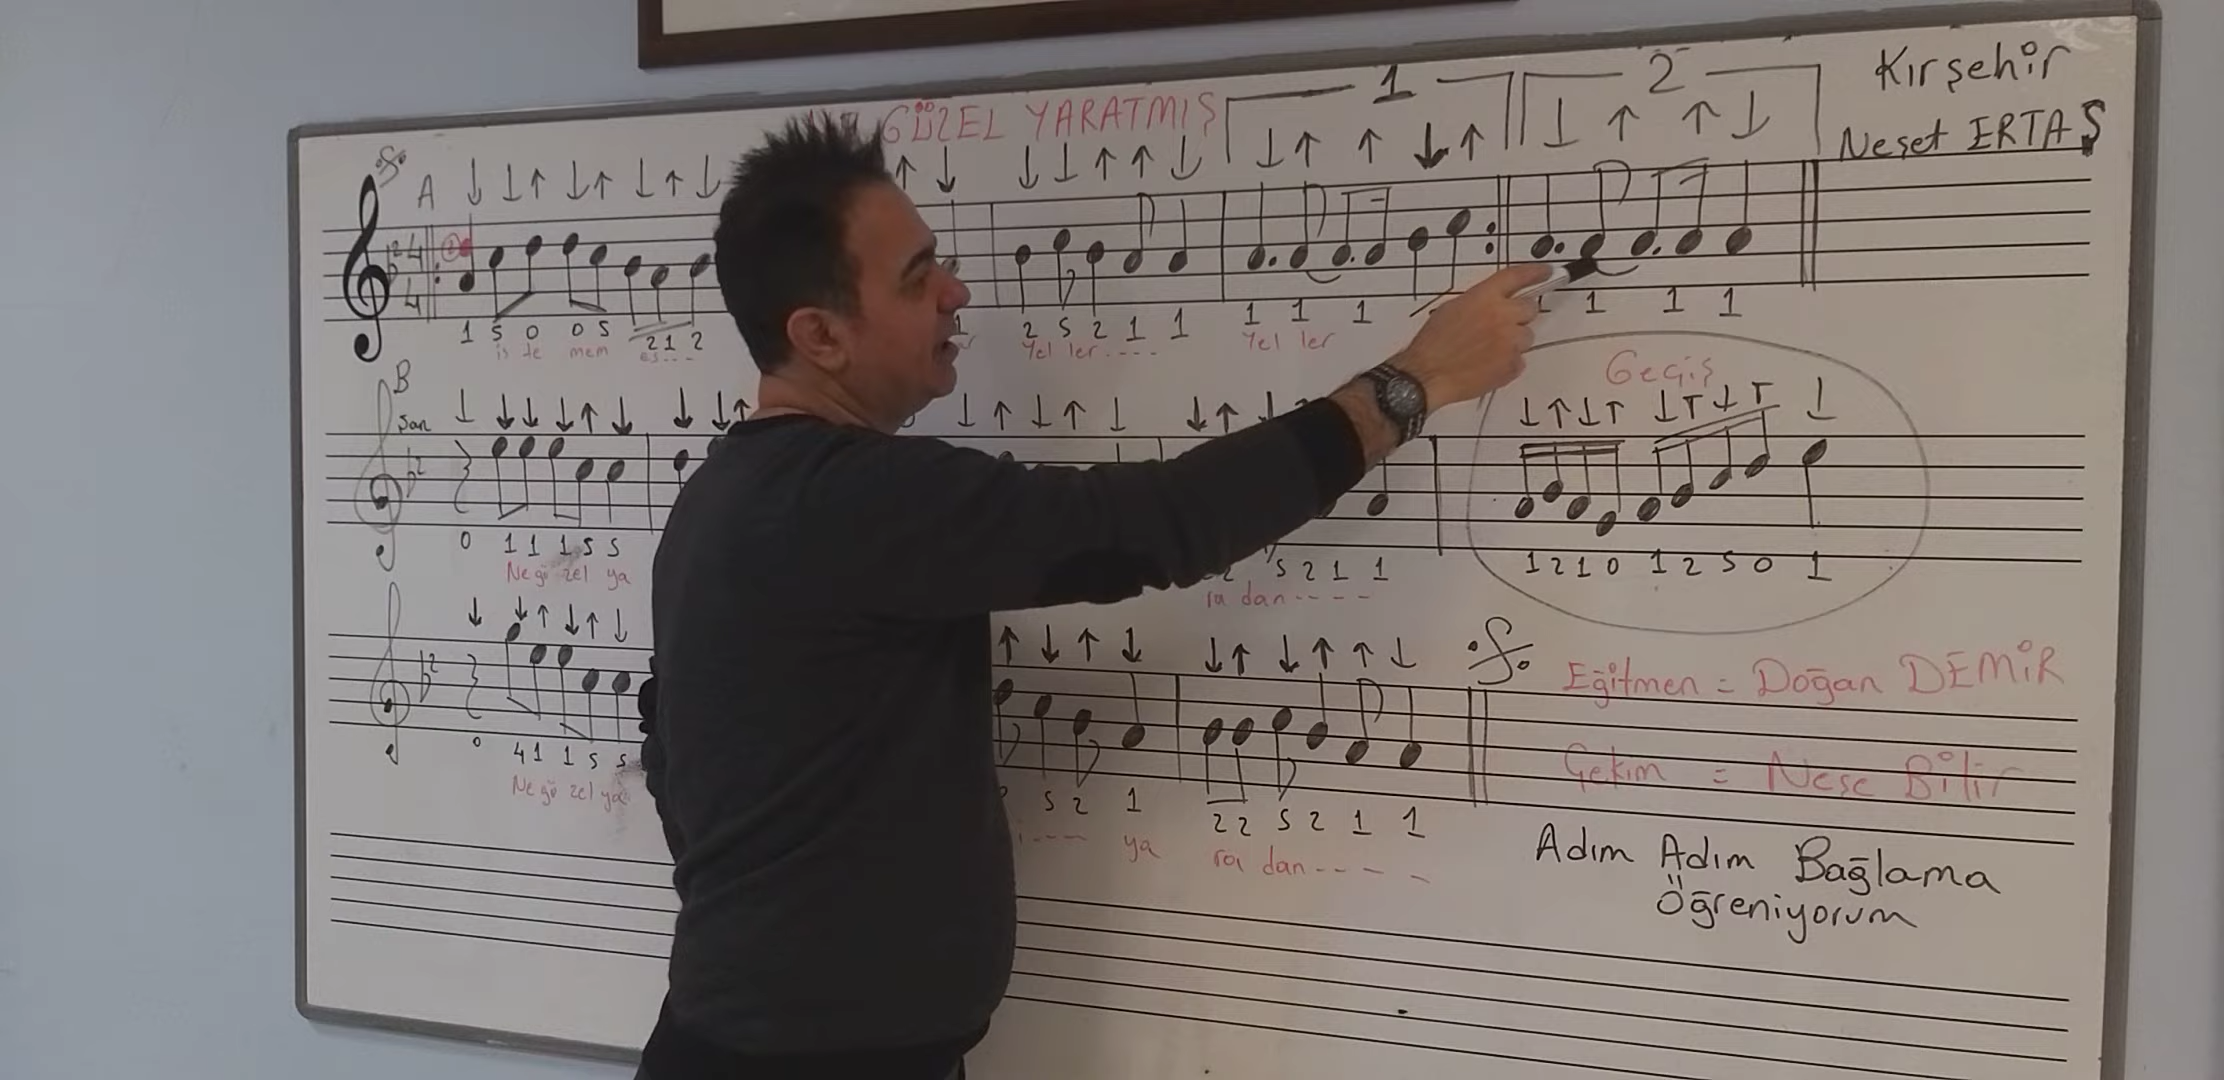 GÜZEL YARATMIŞ
1
2
Kırşehir
Neşet ERTAŞ
A
4
4
1 5 0 0 5 2 1 2
2 5 2 1 1
1 1 1
1 1 1
is te mem
Yel ler ----
Yel ler
Geçiş
B
San
0 1 1 1 5 5
5 2 1 1
1 2 1 0 1 2 5 0 1
Ne gü zel ya
ra dan ----
Eğitmen = Doğan DEMİR
0 4 1 1 5 5
5 2 1
2 2 5 2 1 1
Çekim = Neşe Bilir
Ne gü zel ya
ya
ra dan ----
Adım Adım Bağlama
Öğreniyorum